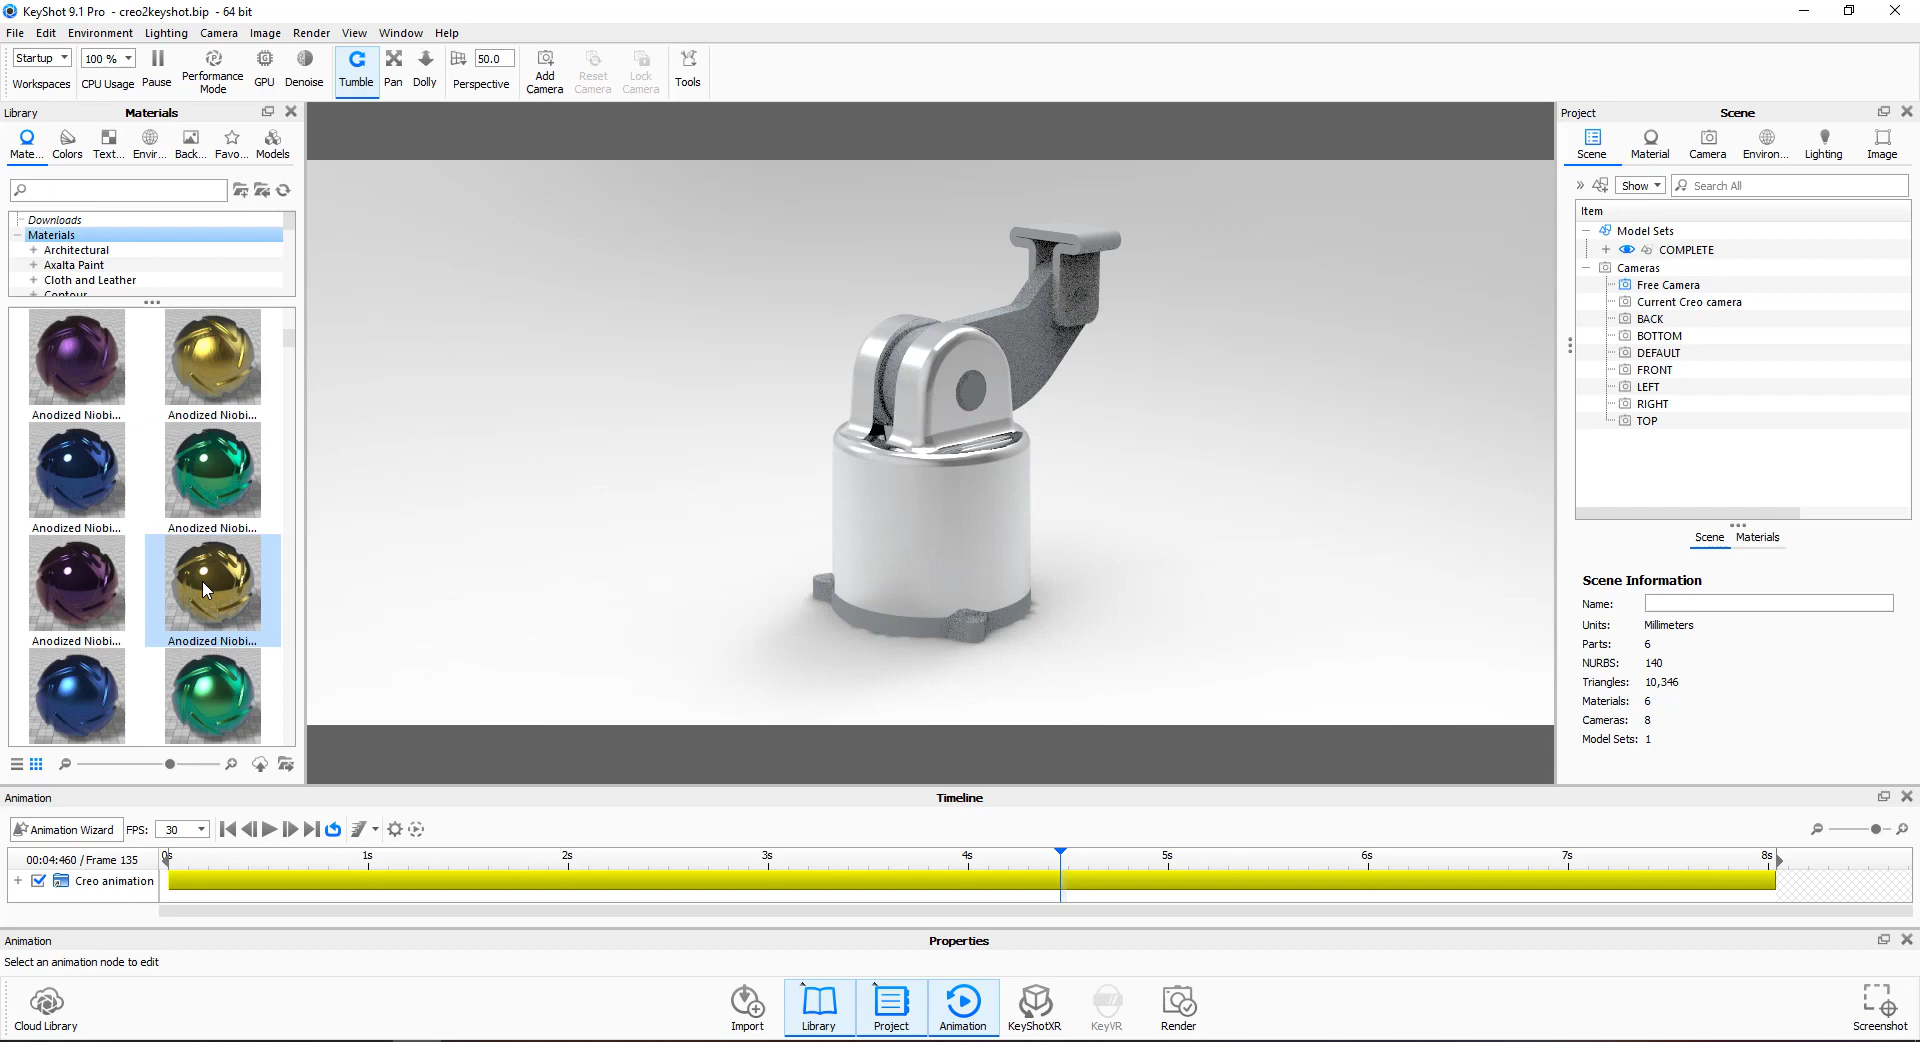 KeyShot 9.1 Pro - creo2keyshot.bip - 64 bit
File Edit Environment Lighting Camera Image Render View Window Help
Startup 100 % 50.0
Workspaces CPU Usage Pause Performance Mode GPU Denoise Tumble Pan Dolly Perspective Add Camera Reset Camera Lock Camera Tools
Library Materials
Mate... Colors Text... Envir... Back... Favo... Models
Downloads
Materials
Architectural
Axalta Paint
Cloth and Leather
Contour
Anodized Niobi... Anodized Niobi...
Anodized Niobi... Anodized Niobi...
Anodized Niobi... Anodized Niobi...
Project Scene
Scene Material Camera Environ... Lighting Image
Show Search All
Item
Model Sets
COMPLETE
Cameras
Free Camera
Current Creo camera
BACK
BOTTOM
DEFAULT
FRONT
LEFT
RIGHT
TOP
Scene Materials
Scene Information
Name:
Units: Millimeters
Parts: 6
NURBS: 140
Triangles: 10,346
Materials: 6
Cameras: 8
Model Sets: 1
Animation Timeline
Animation Wizard FPS: 30
00:04:460 / Frame 135 0s 1s 2s 3s 4s 5s 6s 7s 8s
Creo animation
Animation Properties
Select an animation node to edit
Cloud Library Import Library Project Animation KeyShotXR KeyVR Render Screenshot